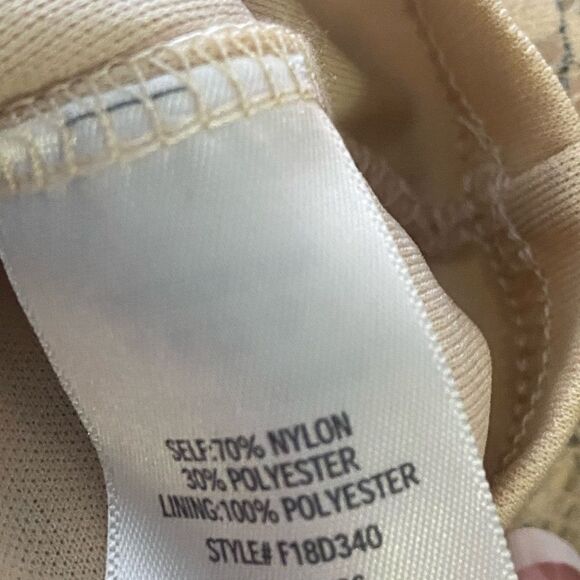 SELF:70% NYLON
30% POLYESTER
LINING:100% POLYESTER
STYLE# F18D340